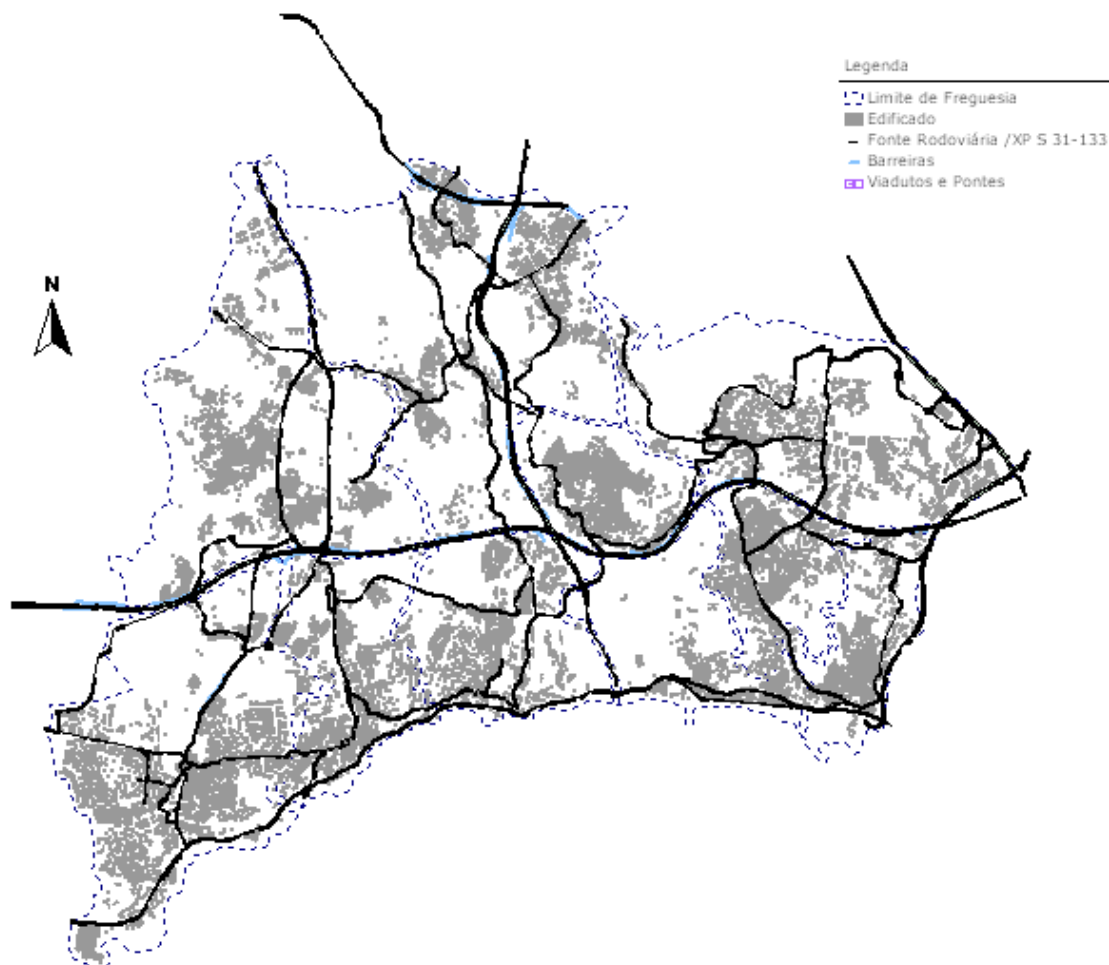 Legenda
Limite de Freguesia
Edificado
Fonte Rodoviária /XP S 31-133
Barreiras
Viadutos e Pontes
N